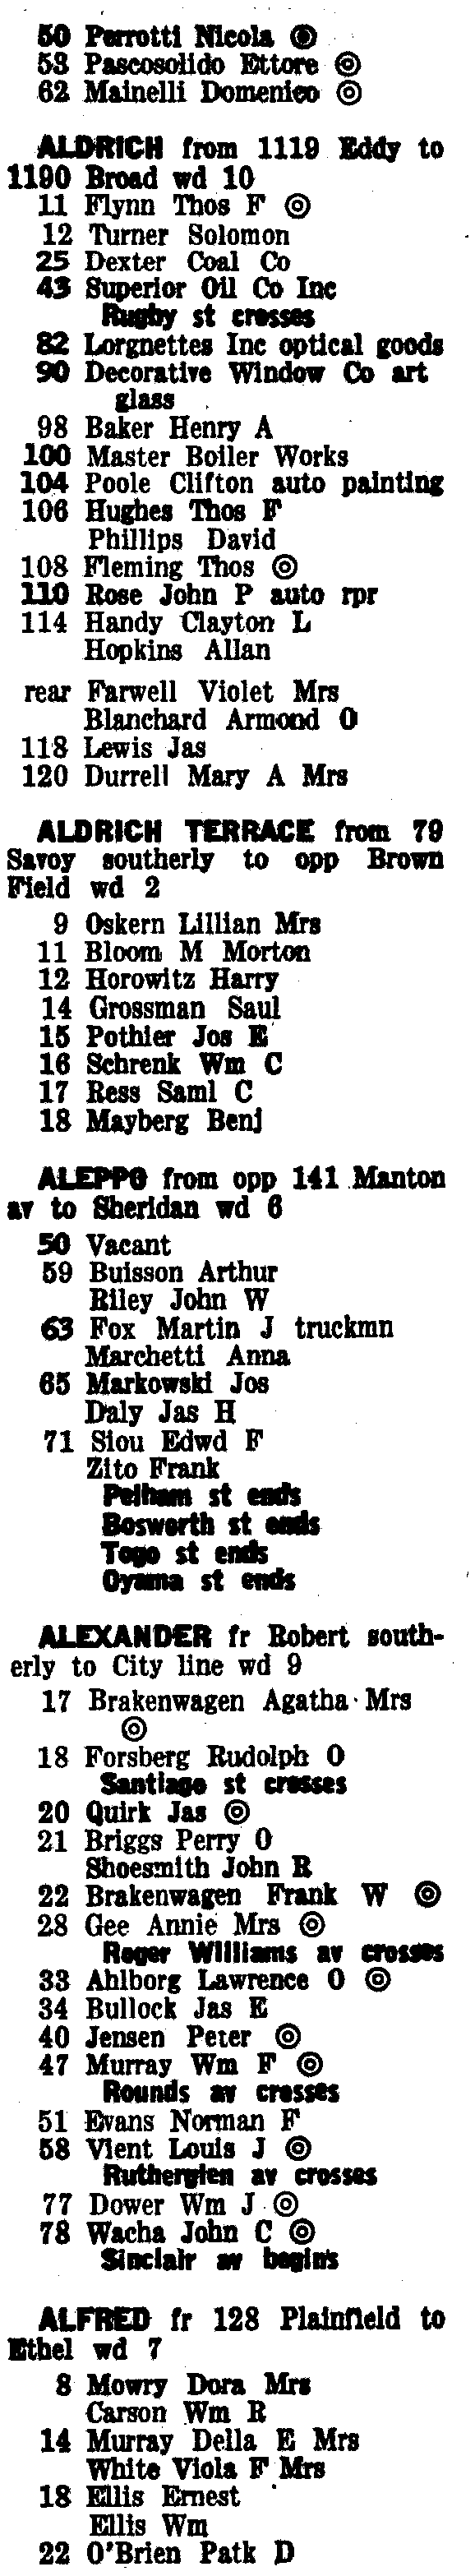 50 Perrotti Nicola ◎
53 Pascosolido Ettore ◎
62 Mainelli Domenico ◎
ALDRICH from 1119 Eddy to
1190 Broad wd 10
11 Flynn Thos F ◎
12 Turner Solomon
25 Dexter Coal Co
43 Superior Oil Co Inc
Rugby st crosses
82 Lorgnettes Inc optical goods
90 Decorative Window Co art
glass
98 Baker Henry A
100 Master Boiler Works
104 Poole Clifton auto painting
106 Hughes Thos F
Phillips David
108 Fleming Thos ◎
110 Rose John P auto rpr
114 Handy Clayton L
Hopkins Allan
rear Farwell Violet Mrs
Blanchard Armond O
118 Lewis Jas
120 Durrell Mary A Mrs
ALDRICH TERRACE from 79
Savoy southerly to opp Brown
Field wd 2
9 Oskern Lillian Mrs
11 Bloom M Morton
12 Horowitz Harry
14 Grossman Saul
15 Pothier Jos E
16 Schrenk Wm C
17 Ress Saml C
18 Mayberg Benj
ALEPPO from opp 141 Manton
av to Sheridan wd 6
50 Vacant
59 Buisson Arthur
Riley John W
63 Fox Martin J truckmn
Marchetti Anna
65 Markowski Jos
Daly Jas H
71 Siou Edwd F
Zito Frank
Pelham st ends
Bosworth st ends
Togo st ends
Oyama st ends
ALEXANDER fr Robert south-
erly to City line wd 9
17 Brakenwagen Agatha Mrs
◎
18 Forsberg Rudolph O
Santiago st crosses
20 Quirk Jas ◎
21 Briggs Perry O
Shoesmith John R
22 Brakenwagen Frank W ◎
28 Gee Annie Mrs ◎
Roger Williams av crosses
33 Ahlborg Lawrence O ◎
34 Bullock Jas E
40 Jensen Peter ◎
47 Murray Wm F ◎
Rounds av crosses
51 Evans Norman F
58 Vient Louis J ◎
Rutherglen av crosses
77 Dower Wm J ◎
78 Wacha John C ◎
Sinclair av begins
ALFRED fr 128 Plainfield to
Ethel wd 7
8 Mowry Dora Mrs
Carson Wm R
14 Murray Della E Mrs
White Viola F Mrs
18 Ellis Ernest
Ellis Wm
22 O'Brien Patk D